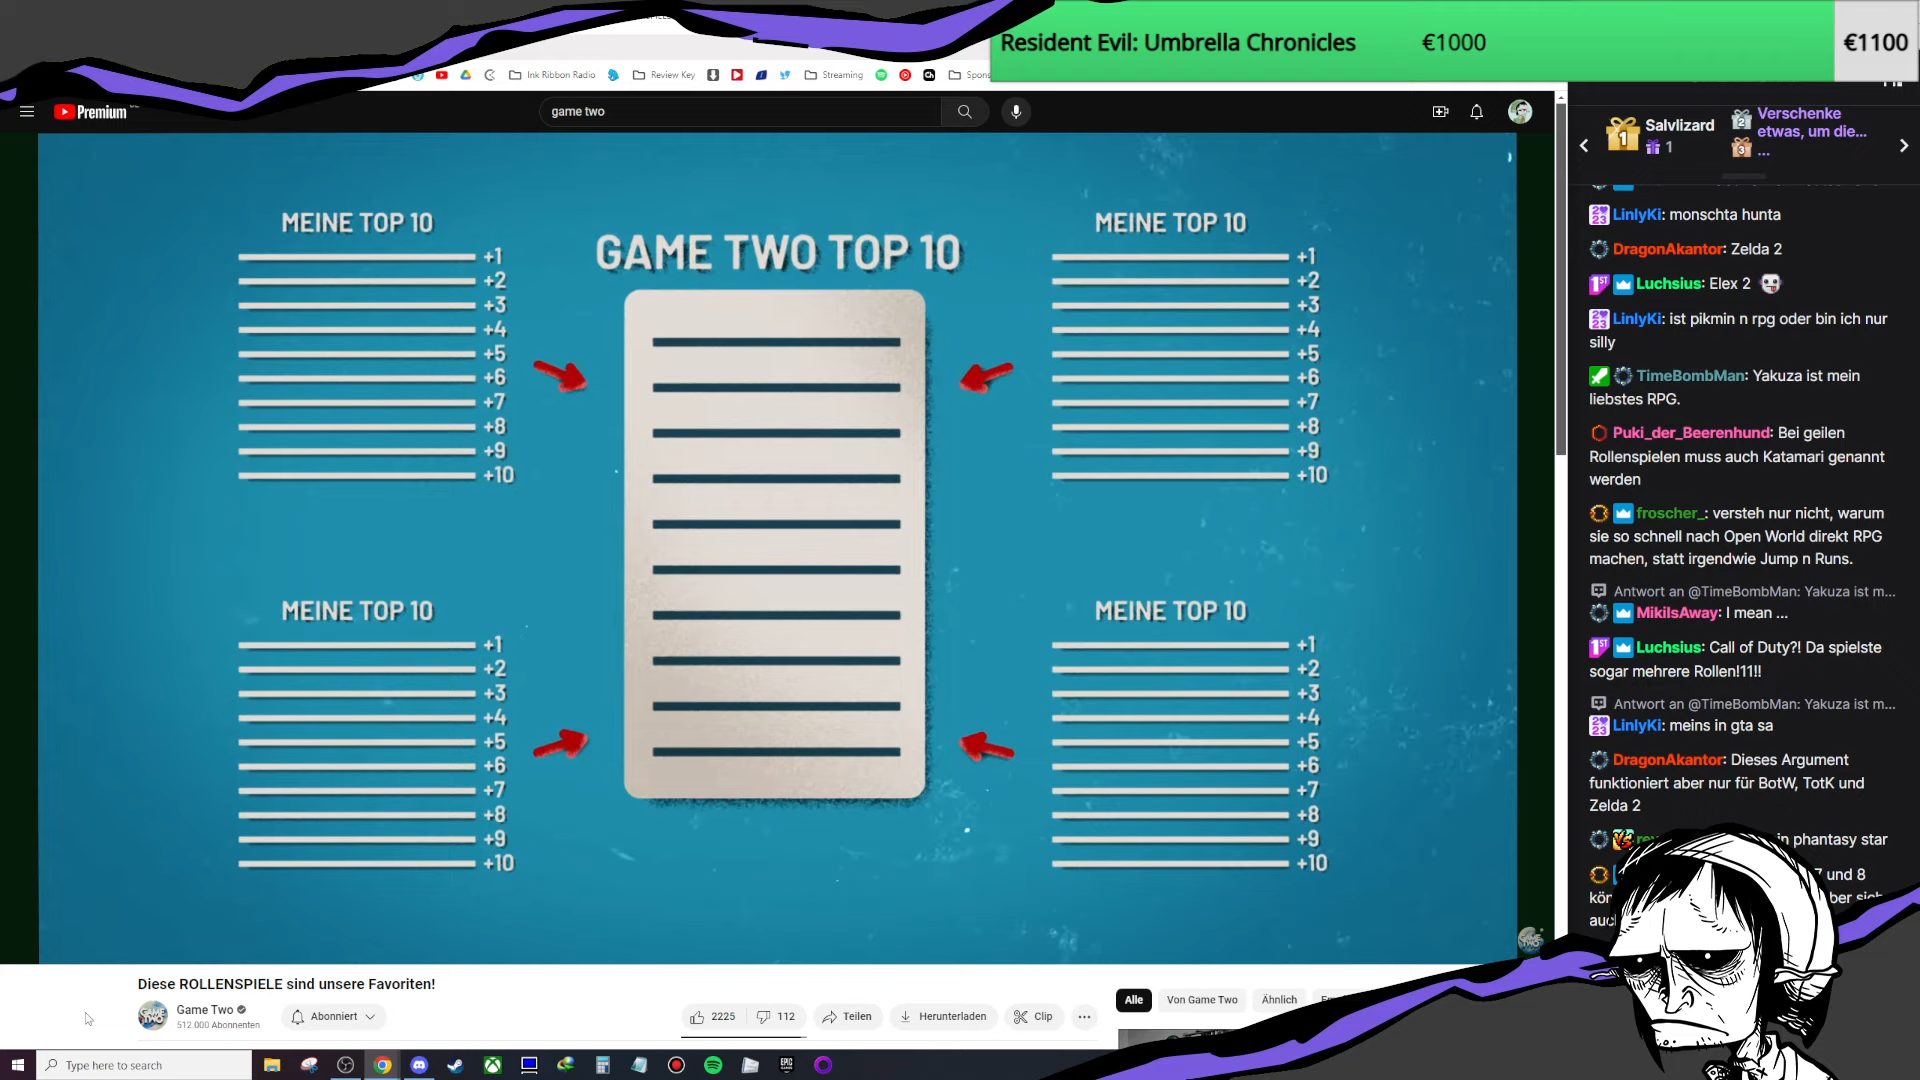 Resident Evil: Umbrella Chronicles €1000 €1100
Ink Ribbon Radio
Review Key
Streaming
Spons
Premium
game two
MEINE TOP 10
+1
+2
+3
+4
+5
+6
+7
+8
+9
+10
GAME TWO TOP 10
MEINE TOP 10
+1
+2
+3
+4
+5
+6
+7
+8
+9
+10
MEINE TOP 10
+1
+2
+3
+4
+5
+6
+7
+8
+9
+10
MEINE TOP 10
+1
+2
+3
+4
+5
+6
+7
+8
+9
+10
Diese ROLLENSPIELE sind unsere Favoriten!
Game Two
512.000 Abonnenten
Abonniert
2225
112
Teilen
Herunterladen
Clip
Alle
Von Game Two
Ähnlich
Type here to search
1
Salvlizard
1
2
3
Verschenke
etwas, um die...
...
LinlyKi: monschta hunta
DragonAkantor: Zelda 2
Luchsius: Elex 2
LinlyKi: ist pikmin n rpg oder bin ich nur
silly
TimeBombMan: Yakuza ist mein
liebstes RPG.
Puki_der_Beerenhund: Bei geilen
Rollenspielen muss auch Katamari genannt
werden
froscher_: versteh nur nicht, warum
sie so schnell nach Open World direkt RPG
machen, statt irgendwie Jump n Runs.
Antwort an @TimeBombMan: Yakuza ist m...
MikilsAway: I mean ...
Luchsius: Call of Duty?! Da spielste
sogar mehrere Rollen!11!!
Antwort an @TimeBombMan: Yakuza ist m...
LinlyKi: meins in gta sa
DragonAkantor: Dieses Argument
funktioniert aber nur für BotW, TotK und
Zelda 2
phantasy star
7 und 8